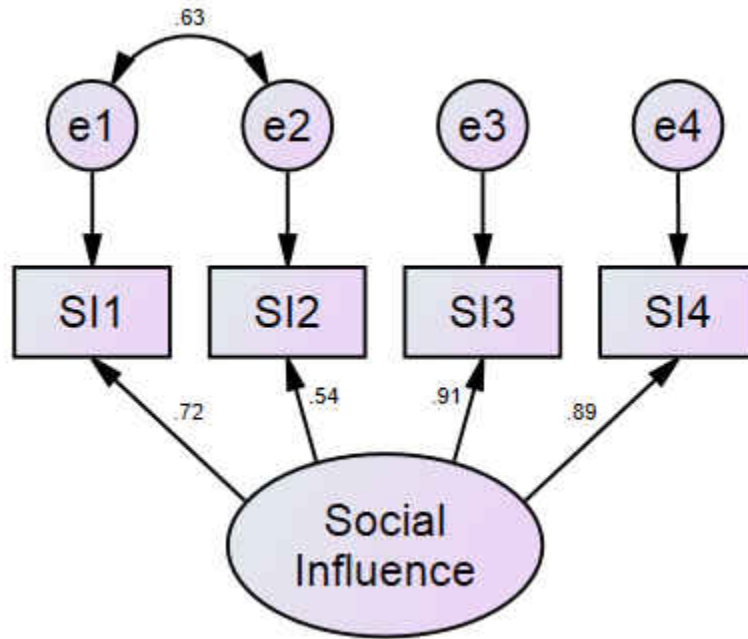 .63
e1 e2 e3 e4
SI1 SI2 SI3 SI4
.72 .54 .91 .89
Social
Influence